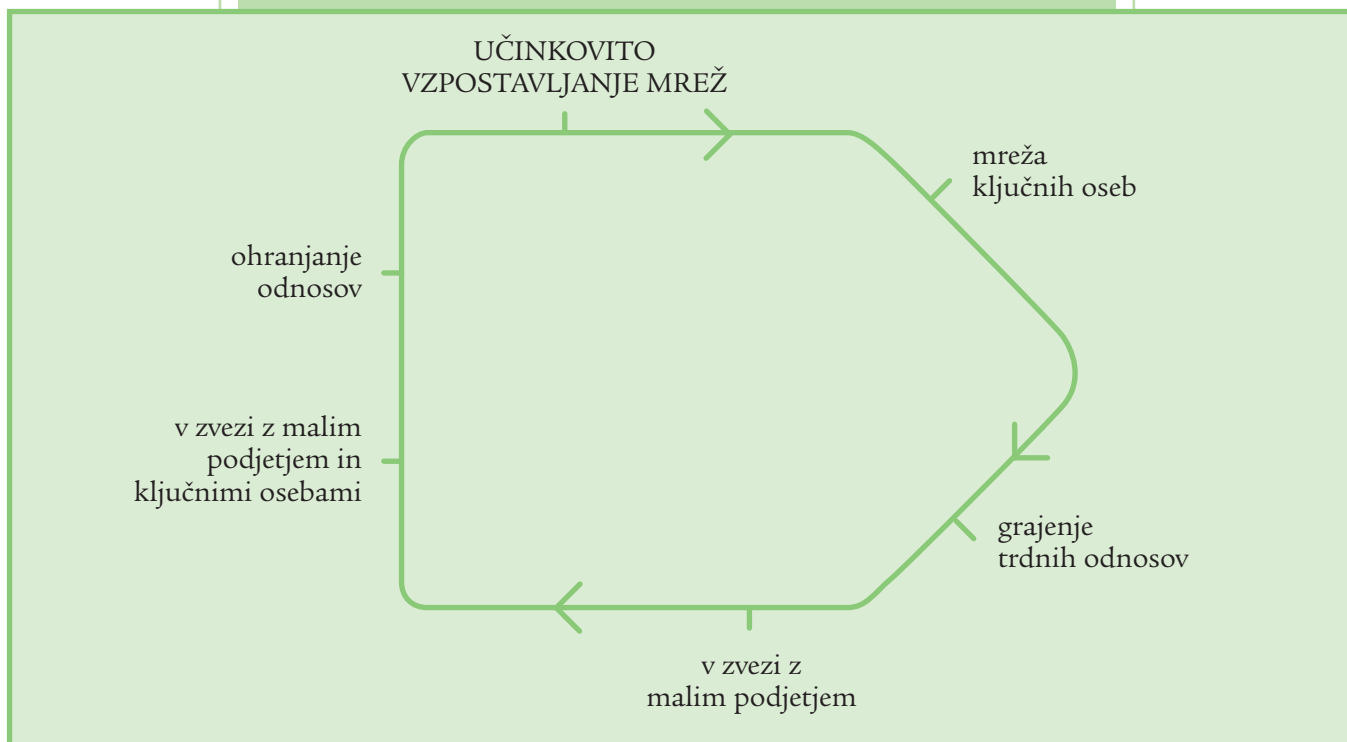 UČINKOVITO
VZPOSTAVLJANJE MREŽ
mreža
ključnih oseb
grajenje
trdnih odnosov
v zvezi z
malim podjetjem
v zvezi z malim
podjetjem in
ključnimi osebami
ohranjanje
odnosov